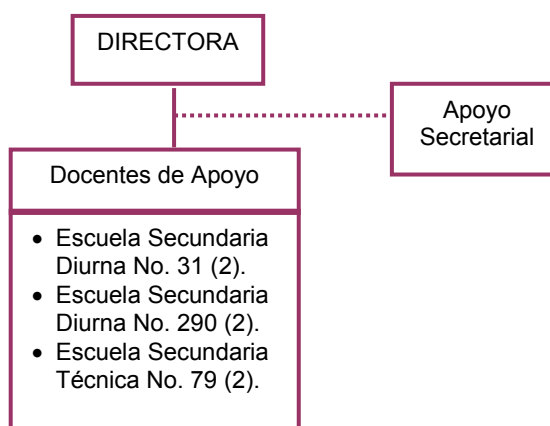 DIRECTORA
Apoyo
Secretarial
Docentes de Apoyo
• Escuela Secundaria
Diurna No. 31 (2).
• Escuela Secundaria
Diurna No. 290 (2).
• Escuela Secundaria
Técnica No. 79 (2).